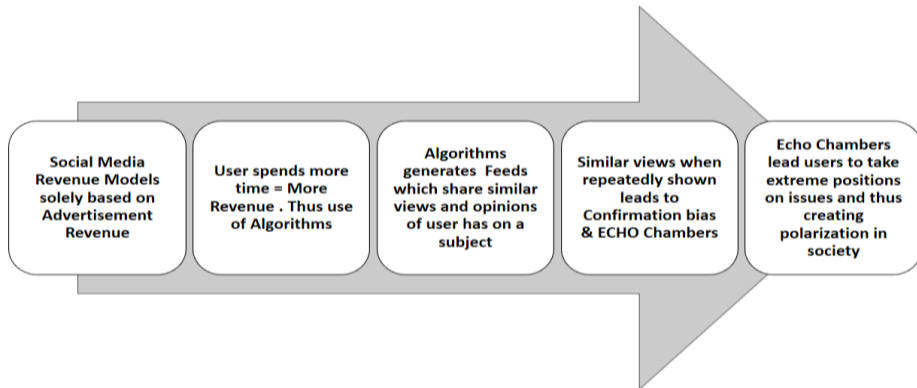 Social Media
Revenue Models
solely based on
Advertisement
Revenue
User spends more
time = More
Revenue . Thus use
of Algorithms
Algorithms
generates Feeds
which share similar
views and opinions
of user has on a
subject
Similar views when
repeatedly shown
leads to
Confirmation bias
& ECHO Chambers
Echo Chambers
lead users to take
extreme positions
on issues and thus
creating
polarization in
society